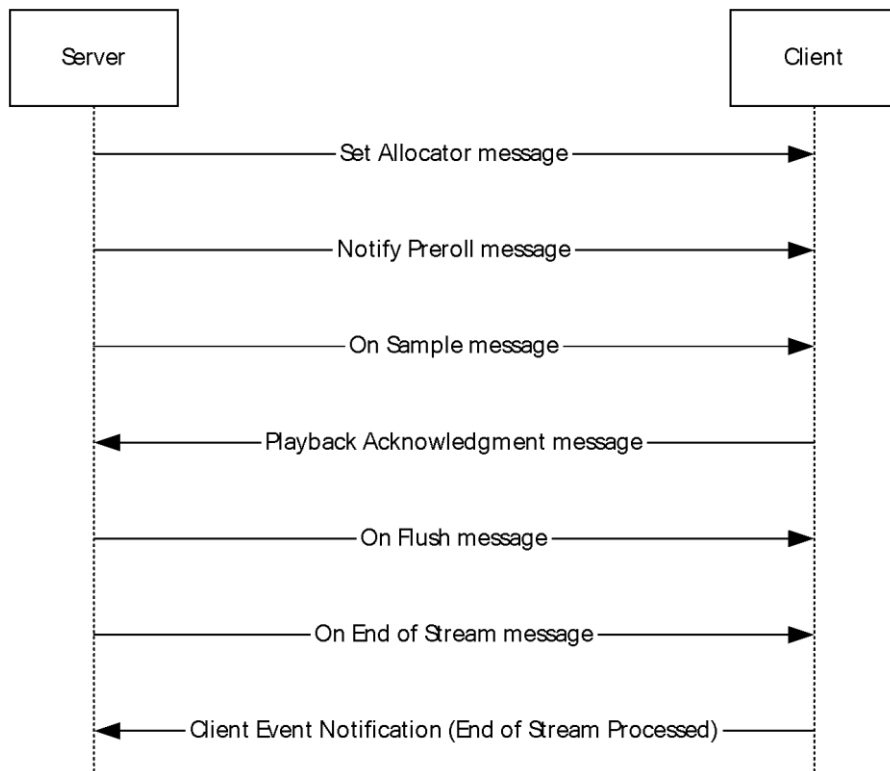 Server
Client
Set Allocator message
Notify Preroll message
On Sample message
Playback Acknowledgment message
On Flush message
On End of Stream message
Client Event Notification (End of Stream Processed)